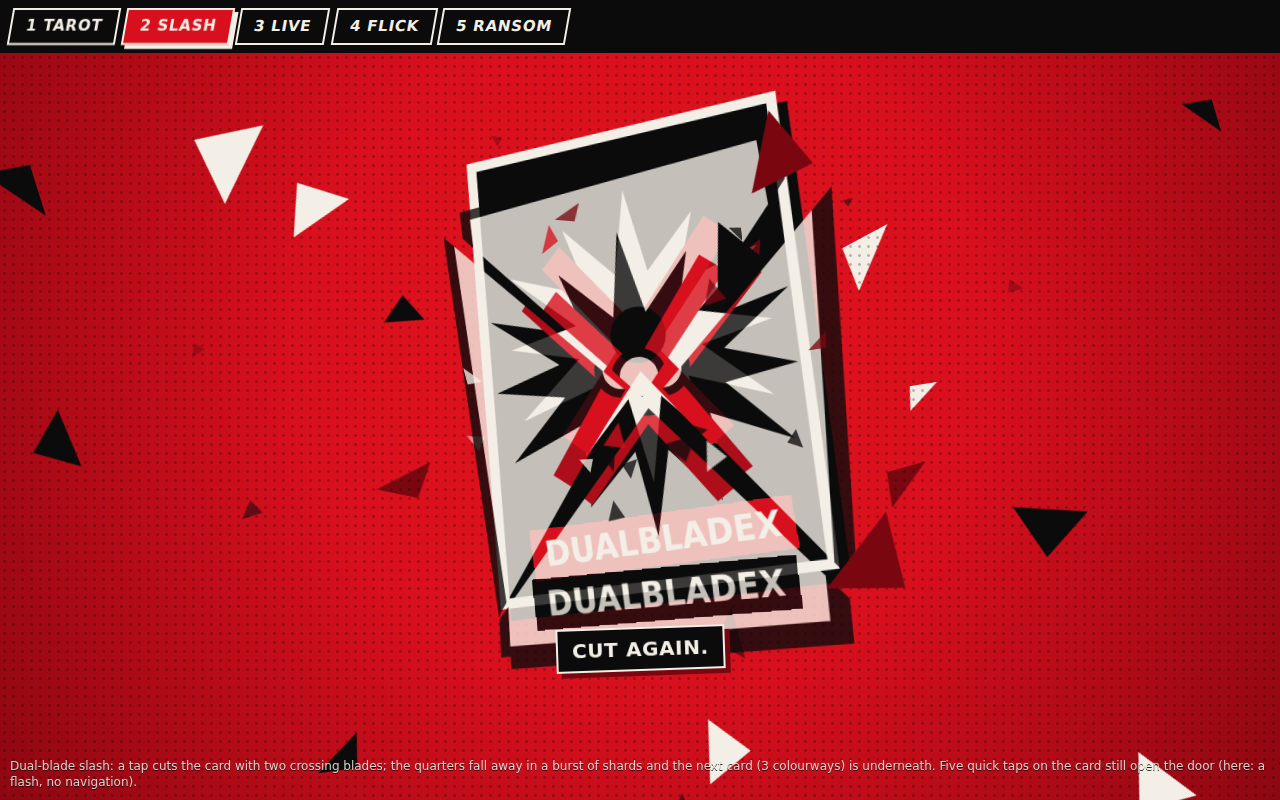 1 TAROT
2 SLASH
3 LIVE
4 FLICK
5 RANSOM
DUALBLADEX
DUALBLADEX
CUT AGAIN.
Dual-blade slash: a tap cuts the card with two crossing blades; the quarters fall away in a burst of shards and the next card (3 colourways) is underneath. Five quick taps on the card still open the door (here: a
flash, no navigation).